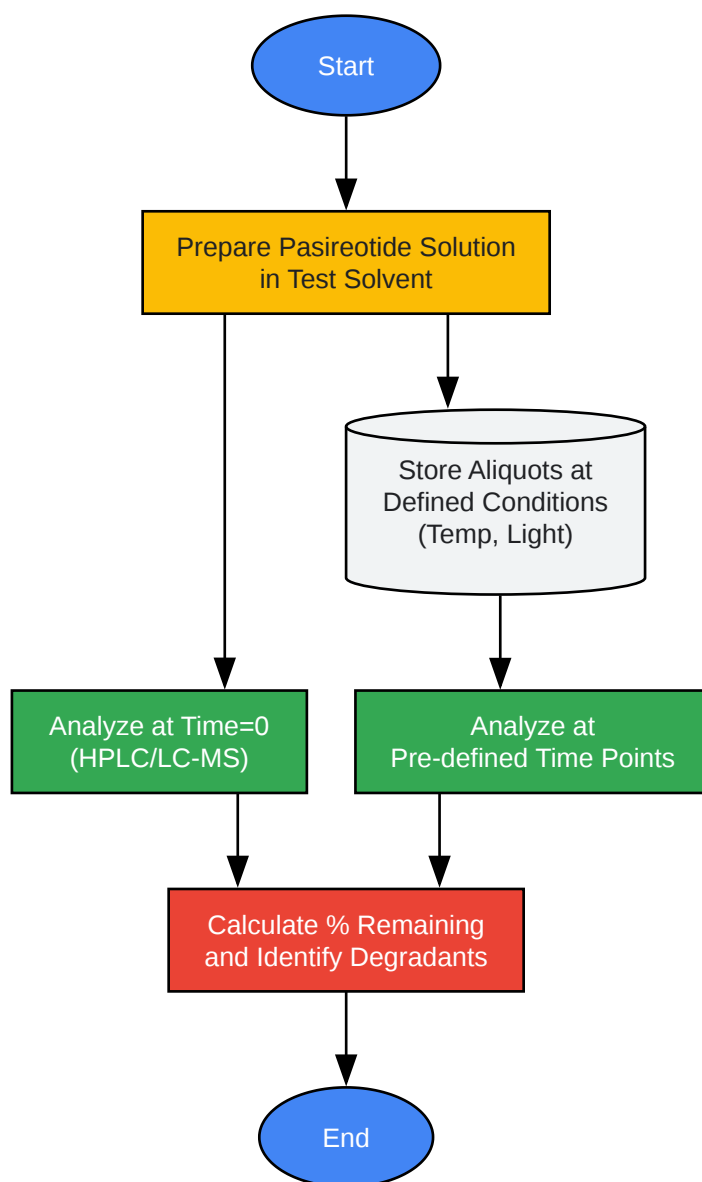 Start
Prepare Pasireotide Solution
in Test Solvent
Store Aliquots at
Defined Conditions
(Temp, Light)
Analyze at Time=0
(HPLC/LC-MS)
Analyze at
Pre-defined Time Points
Calculate % Remaining
and Identify Degradants
End